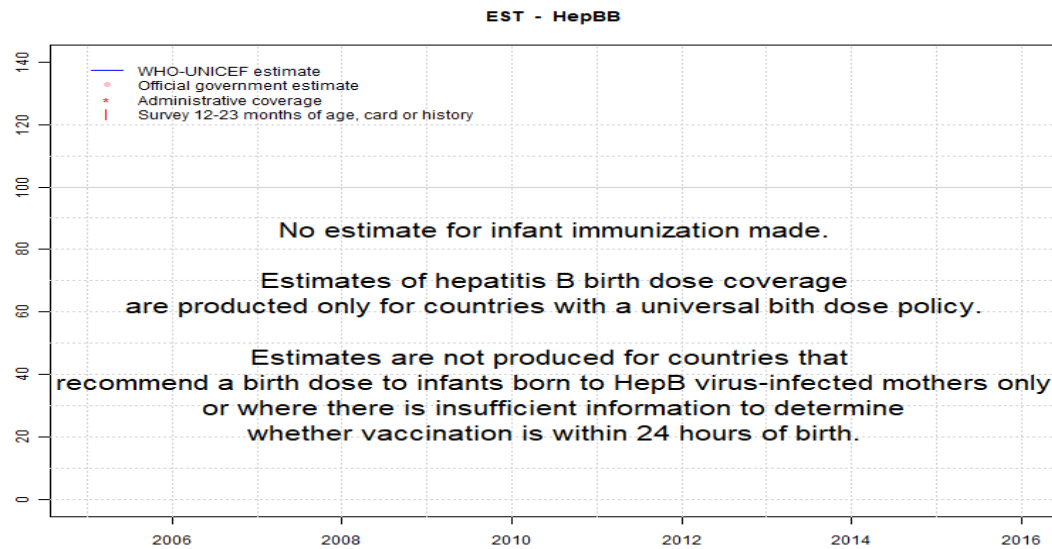 EST - HepBB
WHO-UNICEF estimate
Official government estimate
Administrative coverage
Survey 12-23 months of age, card or history
140
120
100
80
60
40
20
0
No estimate for infant immunization made.
Estimates of hepatitis B birth dose coverage
are producted only for countries with a universal bith dose policy.
Estimates are not produced for countries that
recommend a birth dose to infants born to HepB virus-infected mothers only
or where there is insufficient information to determine
whether vaccination is within 24 hours of birth.
2006 2008 2010 2012 2014 2016